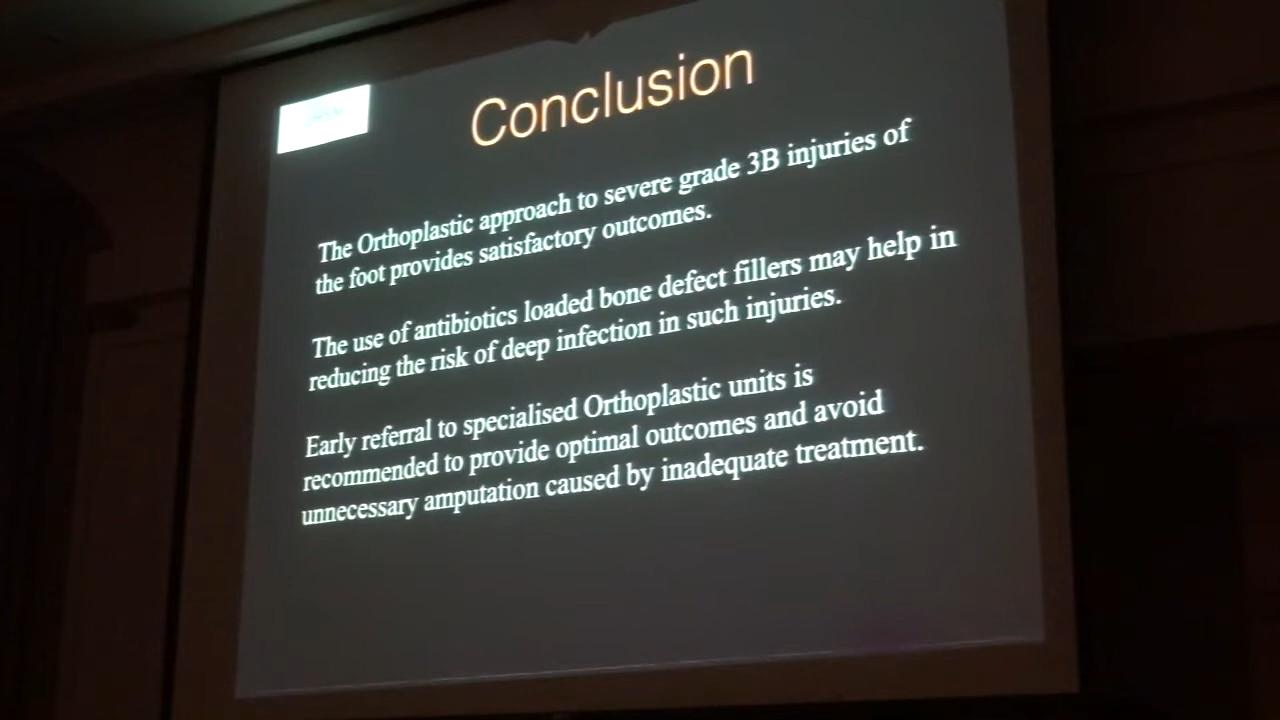 Conclusion
The Orthoplastic approach to severe grade 3B injuries of
the foot provides satisfactory outcomes.
The use of antibiotics loaded bone defect fillers may help in
reducing the risk of deep infection in such injuries.
Early referral to specialised Orthoplastic units is
recommended to provide optimal outcomes and avoid
unnecessary amputation caused by inadequate treatment.